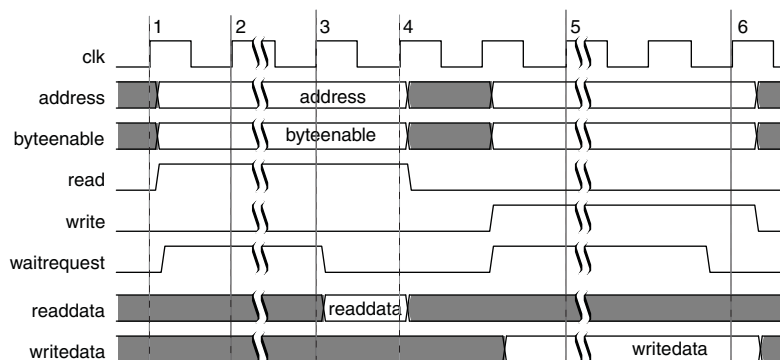 1 2 3 4 5 6
clk
address address
byteenable byteenable
read
write
waitrequest
readdata readdata
writedata writedata